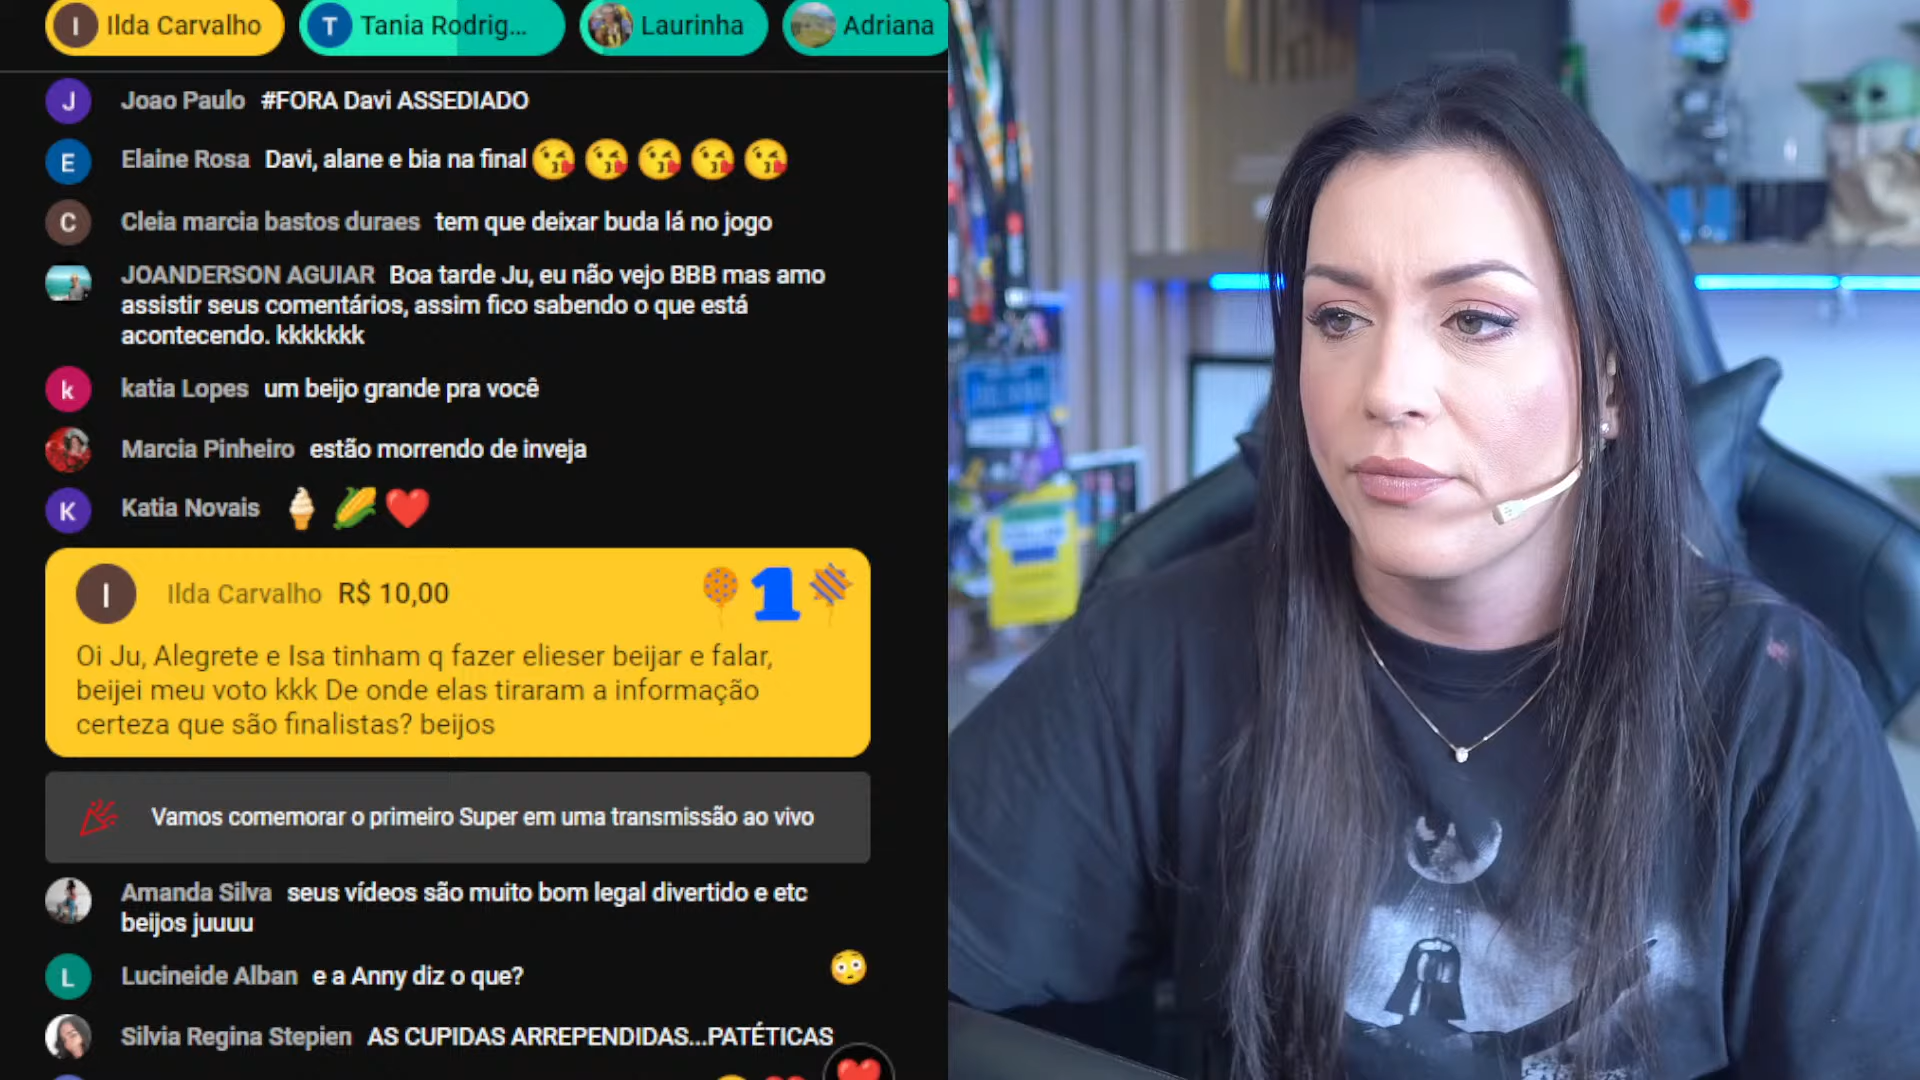 I Ilda Carvalho T Tania Rodrig... Laurinha Adriana
J Joao Paulo #FORA Davi ASSEDIADO
E Elaine Rosa Davi, alane e bia na final😘😘😘😘😘
C Cleia marcia bastos duraes tem que deixar buda lá no jogo
JOANDERSON AGUIAR Boa tarde Ju, eu não vejo BBB mas amo
assistir seus comentários, assim fico sabendo o que está
acontecendo. kkkkkkk
k katia Lopes um beijo grande pra você
Marcia Pinheiro estão morrendo de inveja
K Katia Novais 🍦🌽❤️
I Ilda Carvalho R$ 10,00 1
Oi Ju, Alegrete e Isa tinham q fazer elieser beijar e falar,
beijei meu voto kkk De onde elas tiraram a informação
certeza que são finalistas? beijos
Vamos comemorar o primeiro Super em uma transmissão ao vivo
Amanda Silva seus vídeos são muito bom legal divertido e etc
beijos juuuu
L Lucineide Alban e a Anny diz o que?
Silvia Regina Stepien AS CUPIDAS ARREPENDIDAS...PATÉTICAS